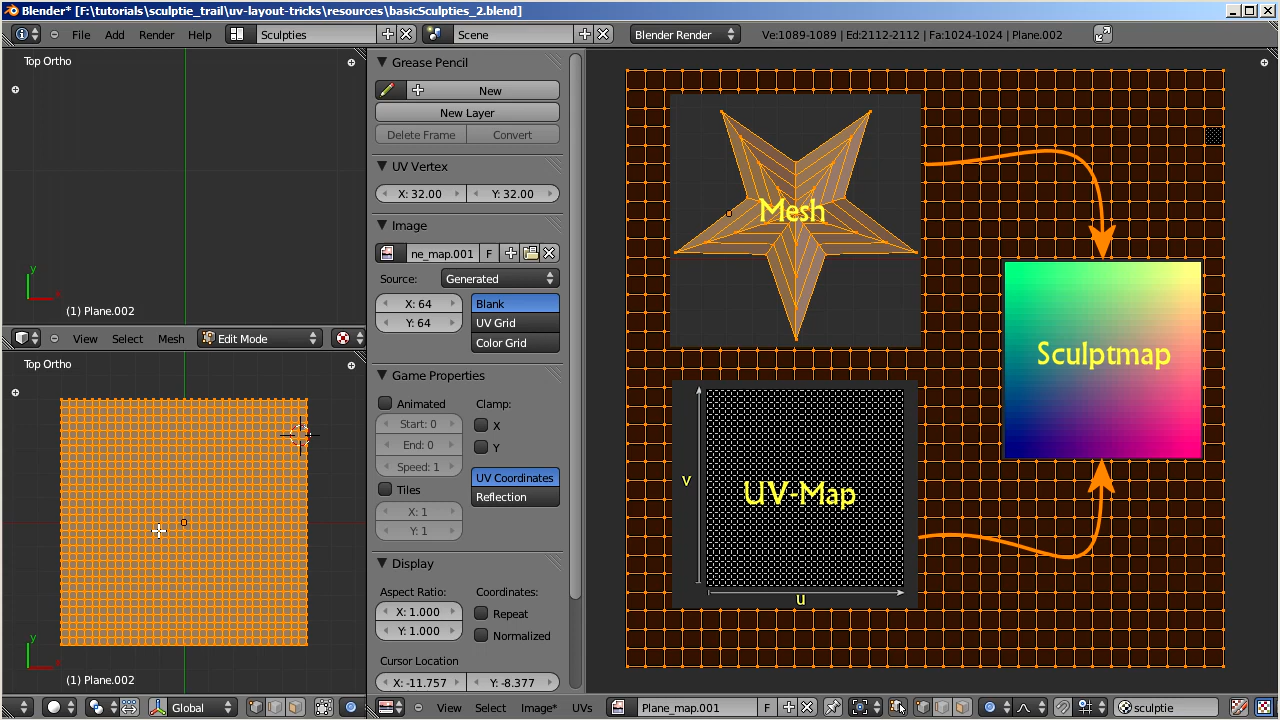 Blender* [F:\tutorials\sculptie_trail\uv-layout-tricks\resources\basicSculpties_2.blend]
File Add Render Help Sculpties Scene Blender Render Ve:1089-1089 | Ed:2112-2112 | Fa:1024-1024 | Plane.002
Top Ortho
y
x
(1) Plane.002
View Select Mesh Edit Mode
Top Ortho
y
x
(1) Plane.002
Global
Grease Pencil
New
New Layer
Delete Frame Convert
UV Vertex
X: 32.00 Y: 32.00
Image
ne_map.001 F
Source: Generated
X: 64 Blank
Y: 64 UV Grid
Color Grid
Game Properties
Animated Clamp:
Start: 0 X
End: 0 Y
Speed: 1 UV Coordinates
Tiles Reflection
X: 1
Y: 1
Display
Aspect Ratio: Coordinates:
X: 1.000 Repeat
Y: 1.000 Normalized
Cursor Location
X: -11.757 Y: -8.377
Mesh
Sculptmap
UV-Map
v
u
View Select Image* UVs Plane_map.001 F sculptie